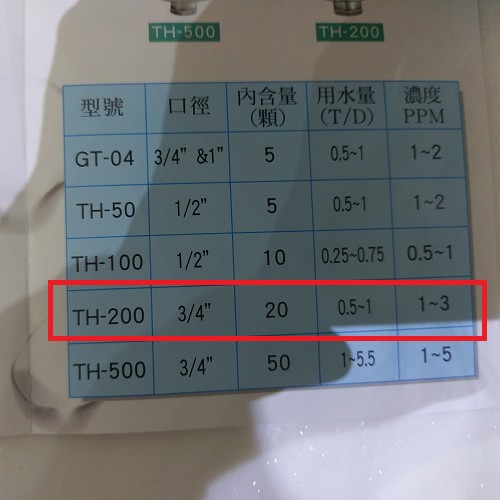 TH-500 TH-200
型號 口徑 內含量(顆) 用水量(T/D) 濃度PPM
GT-04 3/4” &1” 5 0.5~1 1~2
TH-50 1/2” 5 0.5~1 1~2
TH-100 1/2” 10 0.25~0.75 0.5~1
TH-200 3/4” 20 0.5~1 1~3
TH-500 3/4” 50 1~5.5 1~5